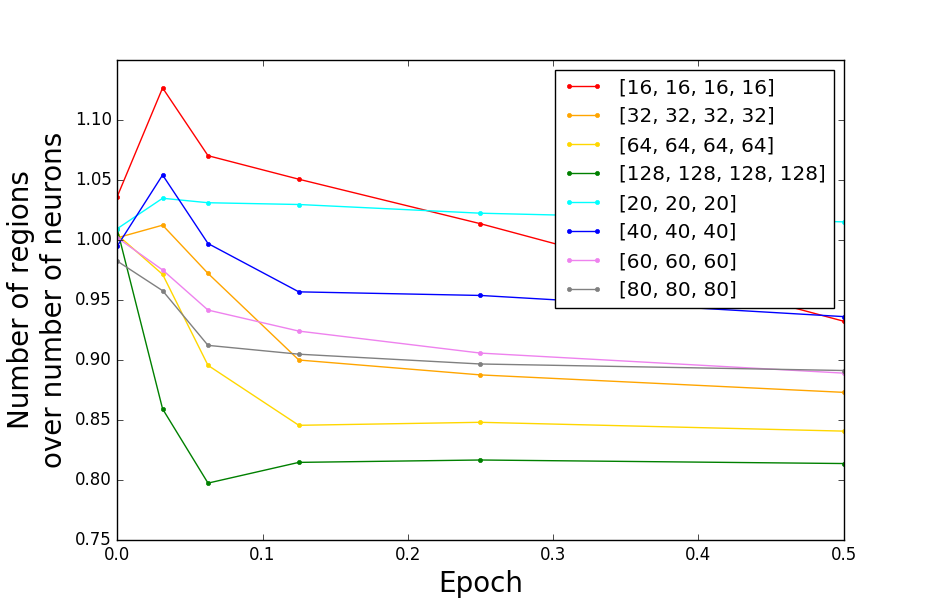 Number of regions
over number of neurons
1.10
1.05
1.00
0.95
0.90
0.85
0.80
0.75
0.0
0.1
0.2
0.3
0.4
0.5
Epoch
[16, 16, 16, 16]
[32, 32, 32, 32]
[64, 64, 64, 64]
[128, 128, 128, 128]
[20, 20, 20]
[40, 40, 40]
[60, 60, 60]
[80, 80, 80]